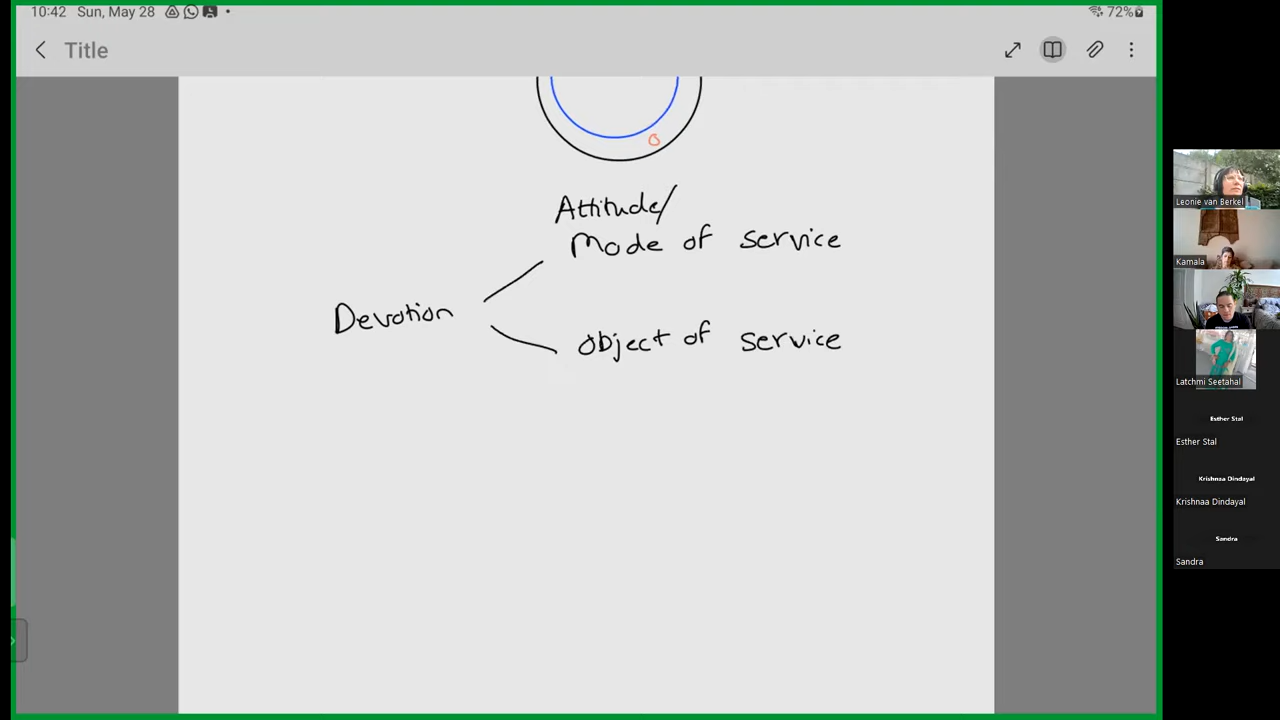 10:42 Sun, May 28
72%
Title
Attitude/
Mode of service
Devotion
Object of service
Leonie van Berkel
Kamala
Latchmi Seetahal
Esther Stal
Esther Stal
Krishnaa Dindayal
Krishnaa Dindayal
Sandra
Sandra